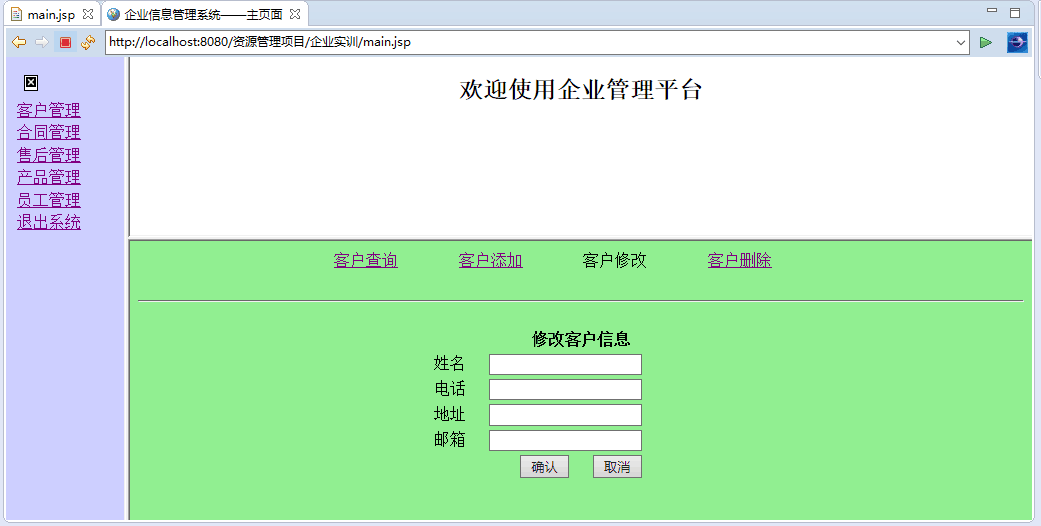 main.jsp 企业信息管理系统——主页面
http://localhost:8080/资源管理项目/企业实训/main.jsp
客户管理
合同管理
售后管理
产品管理
员工管理
退出系统
欢迎使用企业管理平台
客户查询 客户添加 客户修改 客户删除
修改客户信息
姓名
电话
地址
邮箱
确认 取消